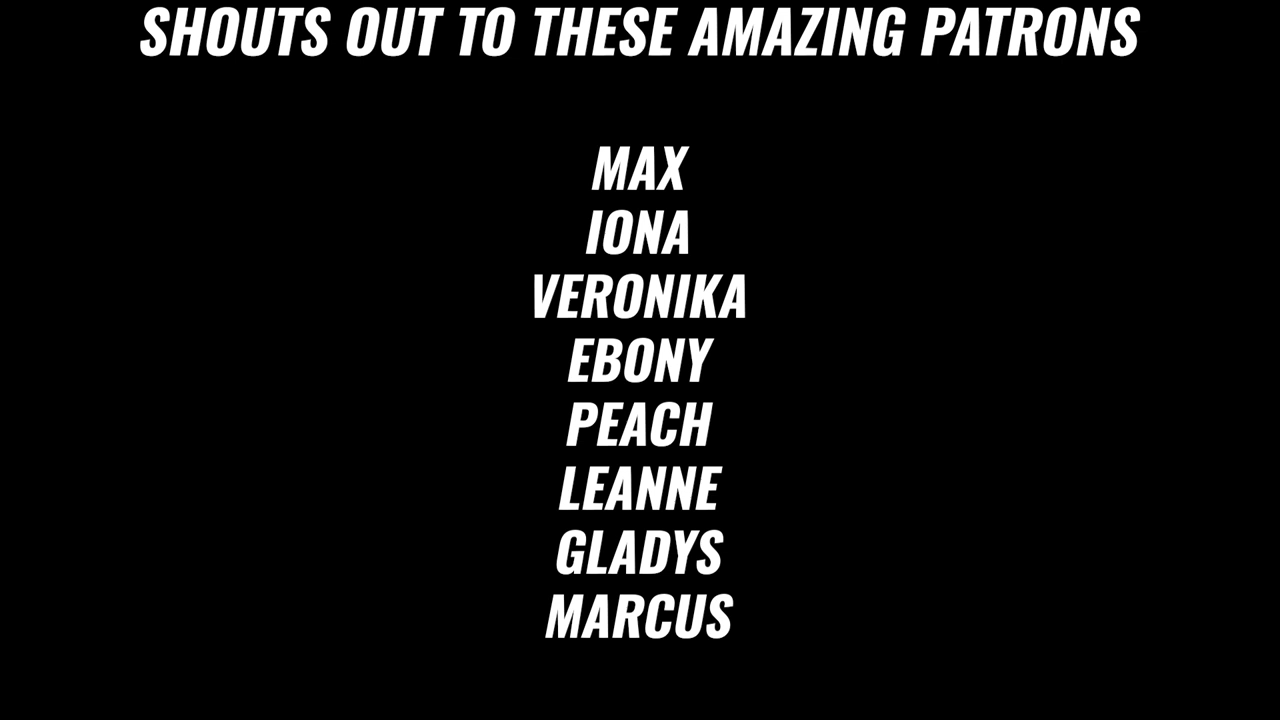 SHOUTS OUT TO THESE AMAZING PATRONS
MAX
IONA
VERONIKA
EBONY
PEACH
LEANNE
GLADYS
MARCUS